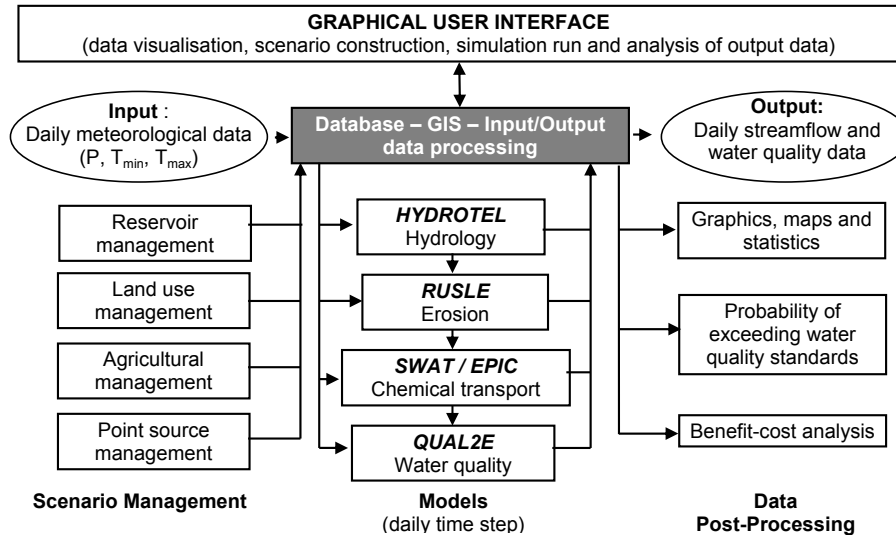 GRAPHICAL USER INTERFACE
(data visualisation, scenario construction, simulation run and analysis of output data)
Input :
Daily meteorological data
(P, Tmin, Tmax)
Database – GIS – Input/Output
data processing
Output:
Daily streamflow and
water quality data
Reservoir
management
Land use
management
Agricultural
management
Point source
management
Scenario Management
HYDROTEL
Hydrology
RUSLE
Erosion
SWAT / EPIC
Chemical transport
QUAL2E
Water quality
Models
(daily time step)
Graphics, maps and
statistics
Probability of
exceeding water
quality standards
Benefit-cost analysis
Data
Post-Processing